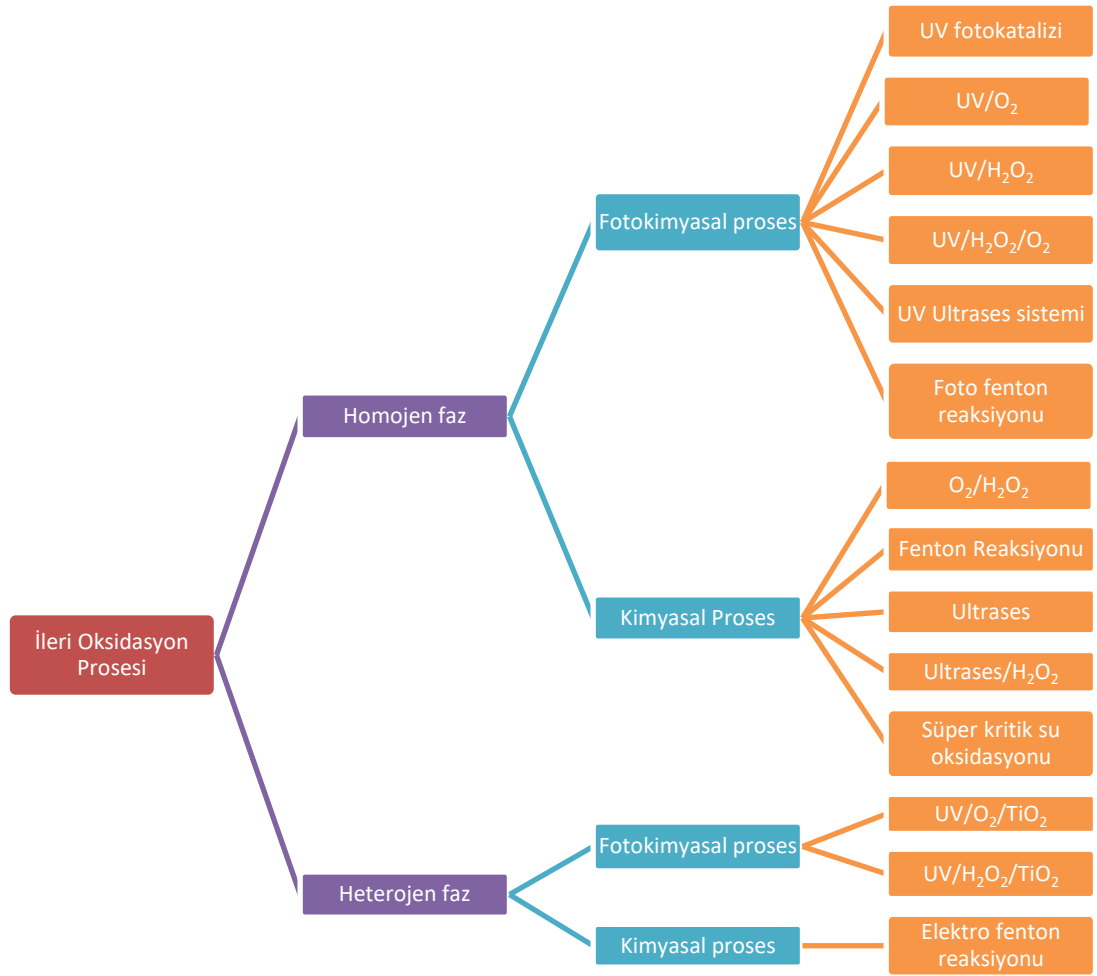 UV fotokatalizi
UV/O₂
UV/H₂O₂
Fotokimyasal proses
UV/H₂O₂/O₂
UV Ultrases sistemi
Foto fenton
reaksiyonu
Homojen faz
O₂/H₂O₂
Fenton Reaksiyonu
Kimyasal Proses
Ultrases
İleri Oksidasyon
Prosesi
Ultrases/H₂O₂
Süper kritik su
oksidasyonu
UV/O₂/TiO₂
Fotokimyasal proses
UV/H₂O₂/TiO₂
Heterojen faz
Kimyasal proses
Elektro fenton
reaksiyonu